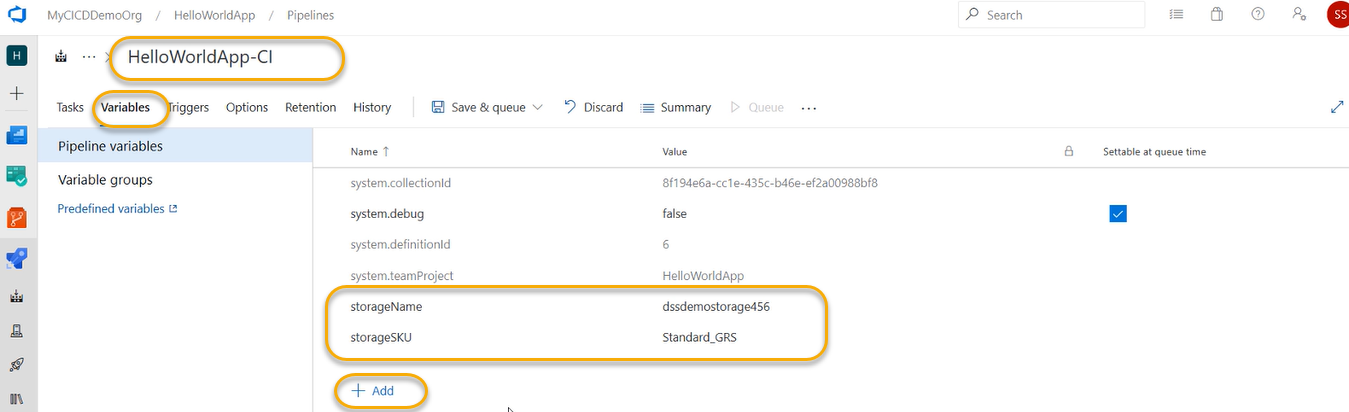 MyCICDDemoOrg / HelloWorldApp / Pipelines
Search
SS
H
··· > HelloWorldApp-CI
Tasks Variables Triggers Options Retention History Save & queue Discard Summary Queue ...
Pipeline variables
Variable groups
Predefined variables
Name ↑ Value Settable at queue time
system.collectionId 8f194e6a-cc1e-435c-b46e-ef2a00988bf8
system.debug false
system.definitionId 6
system.teamProject HelloWorldApp
storageName dssdemostorage456
storageSKU Standard_GRS
+ Add